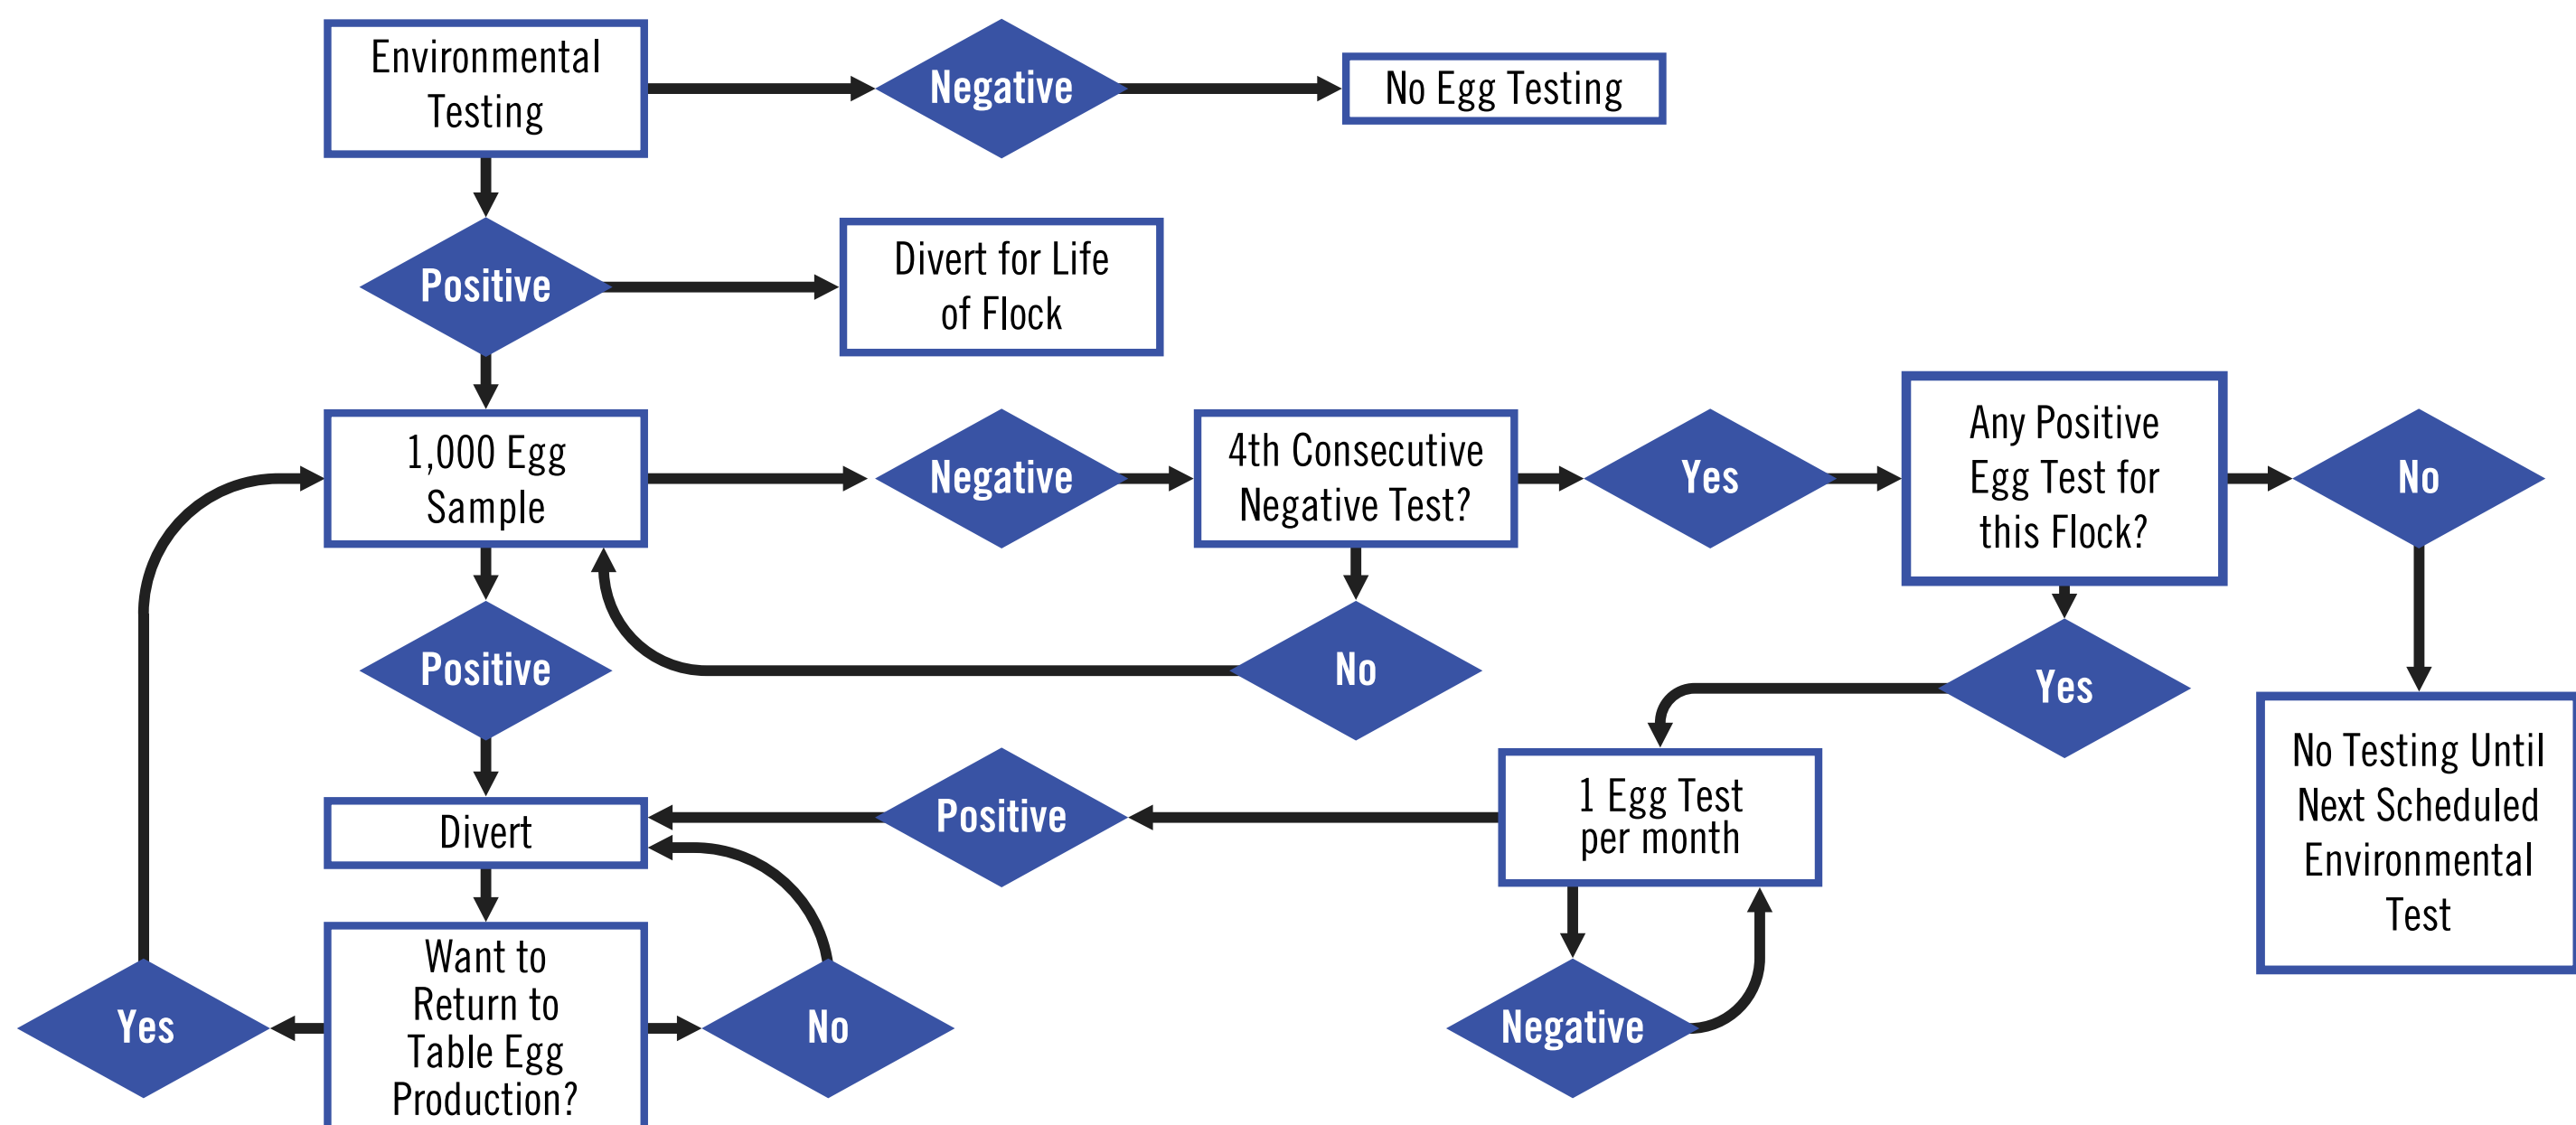 Environmental
Testing
Negative
No Egg Testing
Positive
Divert for Life
of Flock
1,000 Egg
Sample
Negative
4th Consecutive
Negative Test?
Yes
Any Positive
Egg Test for
this Flock?
No
Positive
No
Yes
No Testing Until
Next Scheduled
Environmental
Test
Divert
Positive
1 Egg Test
per month
Yes
Want to
Return to
Table Egg
Production?
No
Negative